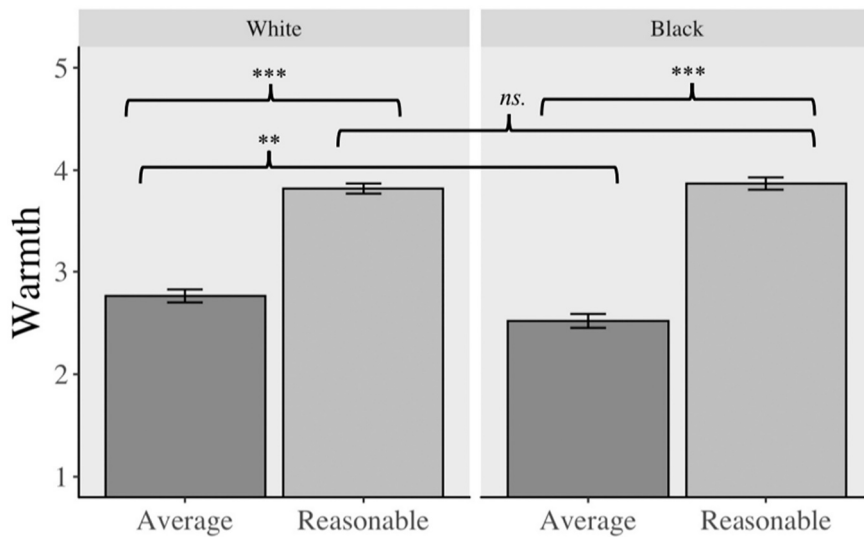 White
Black
5
4
3
2
1
Warmth
***
***
ns.
**
Average
Reasonable
Average
Reasonable